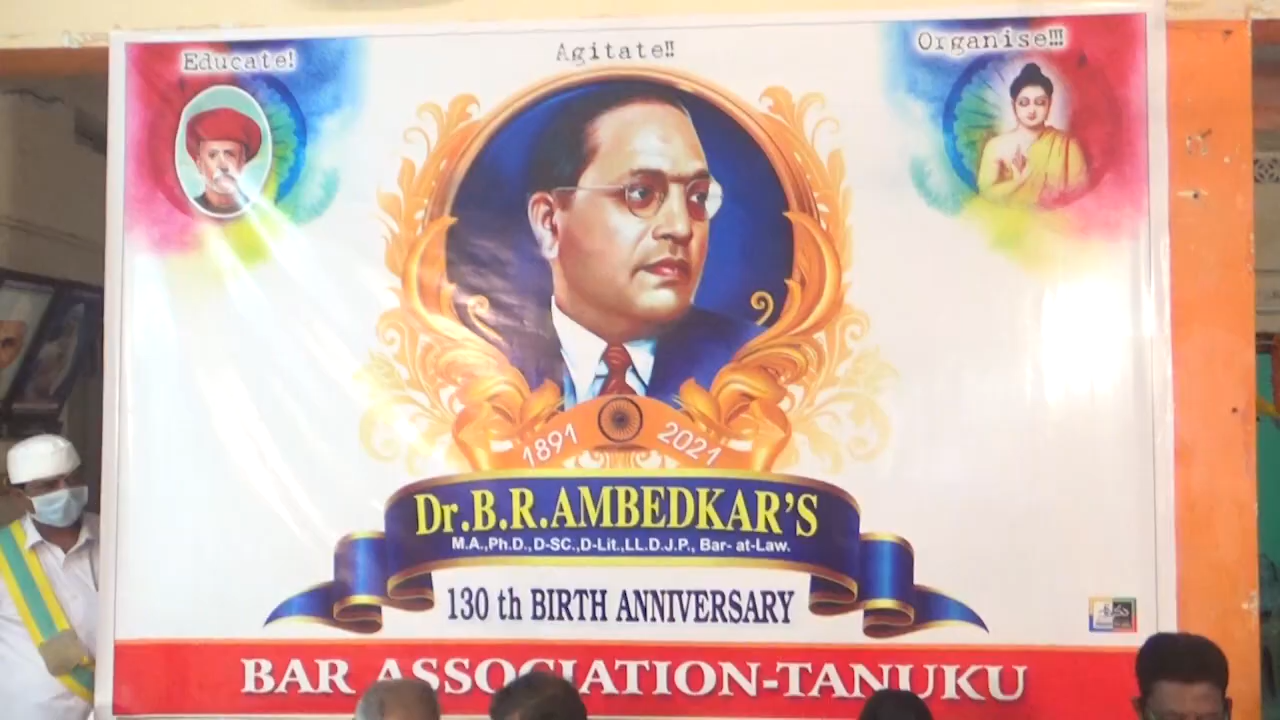 Educate!
Agitate!!
Organise!!!
1891 2021
Dr.B.R.AMBEDKAR'S
M.A.,Ph.D.,D-SC.,D-Lit.,LL.D.J.P., Bar- at-Law.
130 th BIRTH ANNIVERSARY
BAR ASSOCIATION-TANUKU